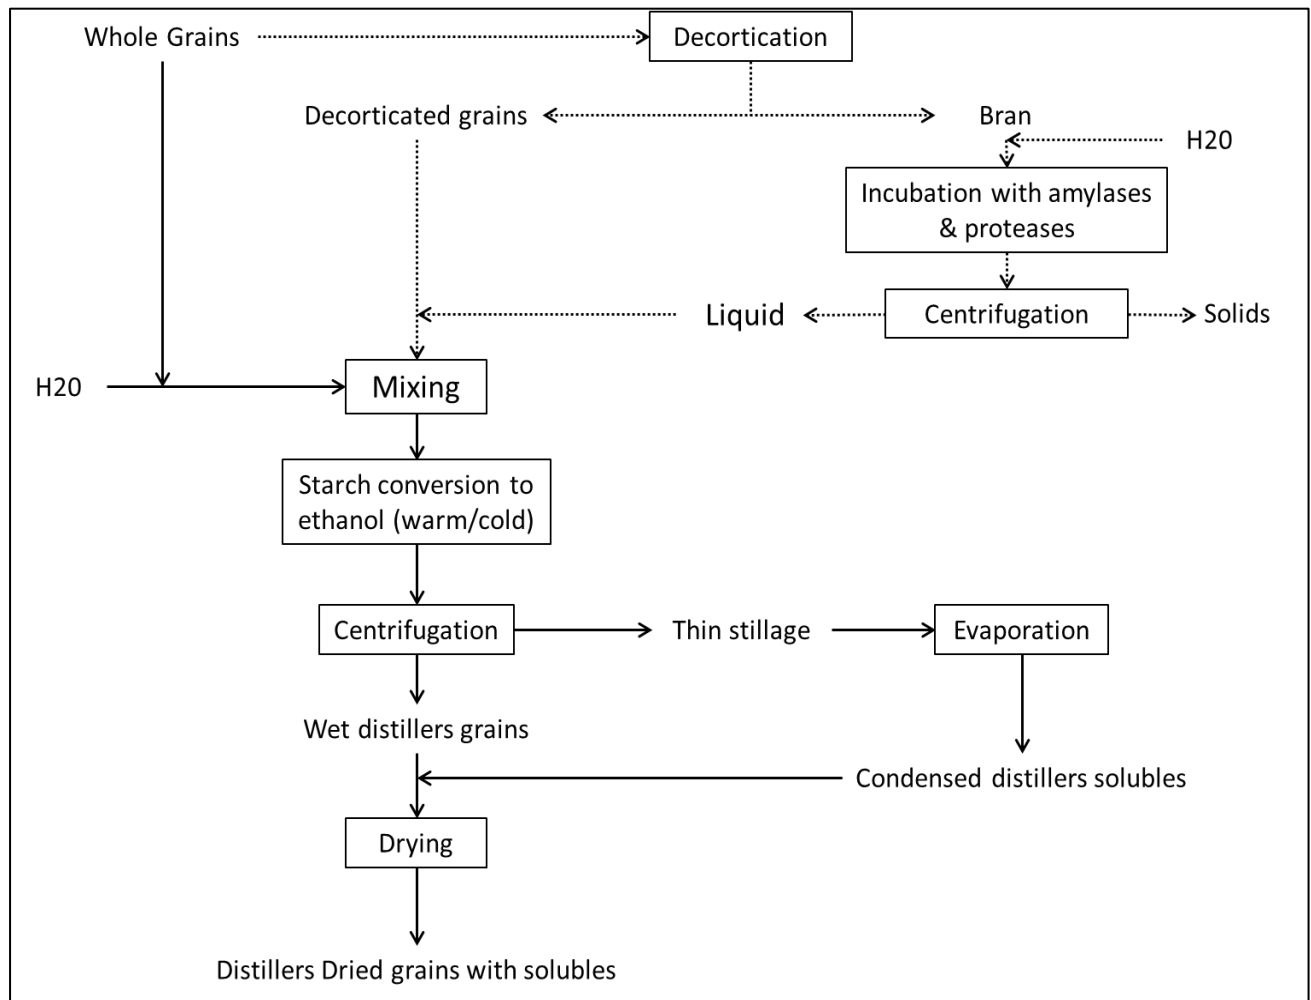 Whole Grains
Decortication
Decorticated grains
Bran
H20
Incubation with amylases
& proteases
Liquid
Centrifugation
Solids
H20
Mixing
Starch conversion to
ethanol (warm/cold)
Centrifugation
Thin stillage
Evaporation
Wet distillers grains
Condensed distillers solubles
Drying
Distillers Dried grains with solubles